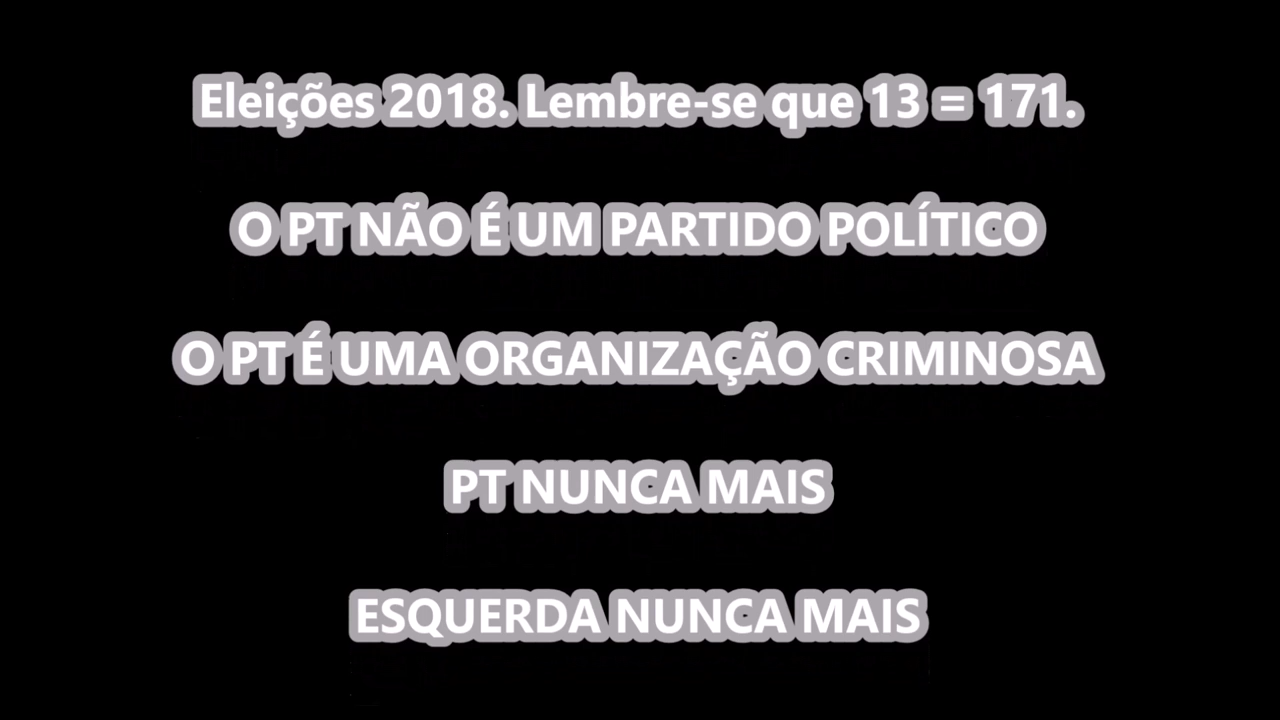 Eleições 2018. Lembre-se que 13 = 171.
O PT NÃO É UM PARTIDO POLÍTICO
O PT É UMA ORGANIZAÇÃO CRIMINOSA
PT NUNCA MAIS
ESQUERDA NUNCA MAIS